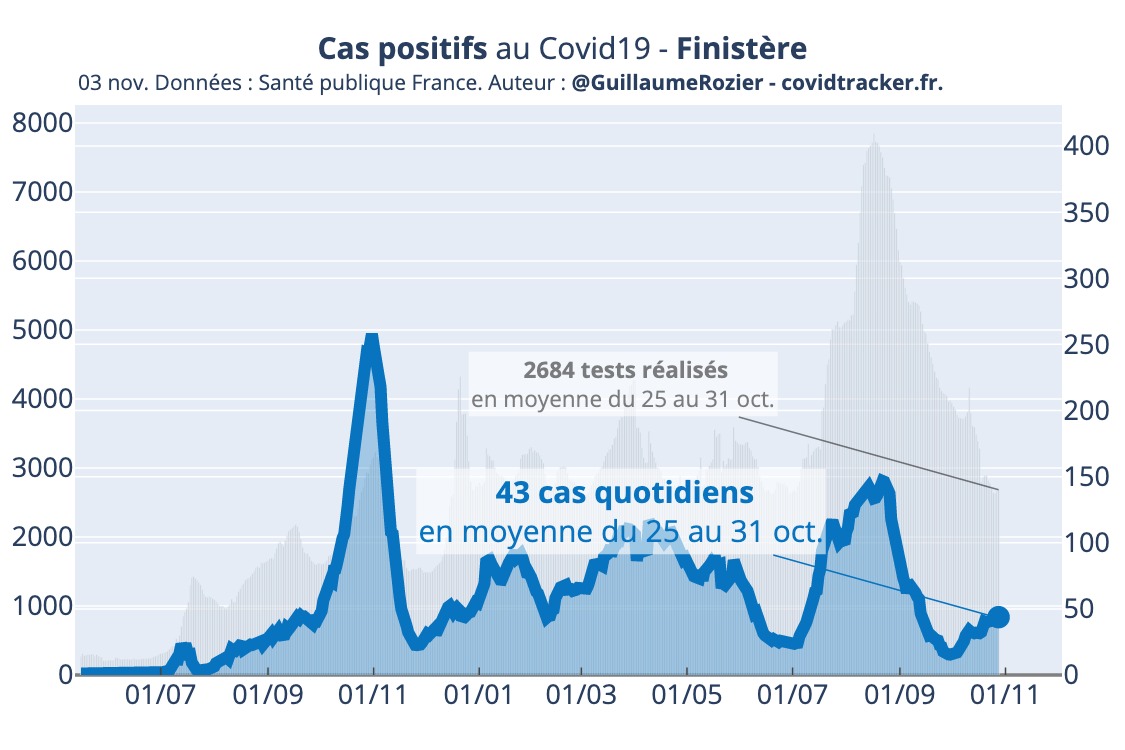 Cas positifs au Covid19 - Finistère
03 nov. Données : Santé publique France. Auteur : @GuillaumeRozier - covidtracker.fr.
8000
7000
6000
5000
4000
3000
2000
1000
0
400
350
300
250
200
150
100
50
0
2684 tests réalisés
en moyenne du 25 au 31 oct.
43 cas quotidiens
en moyenne du 25 au 31 oct.
01/07 01/09 01/11 01/01 01/03 01/05 01/07 01/09 01/11